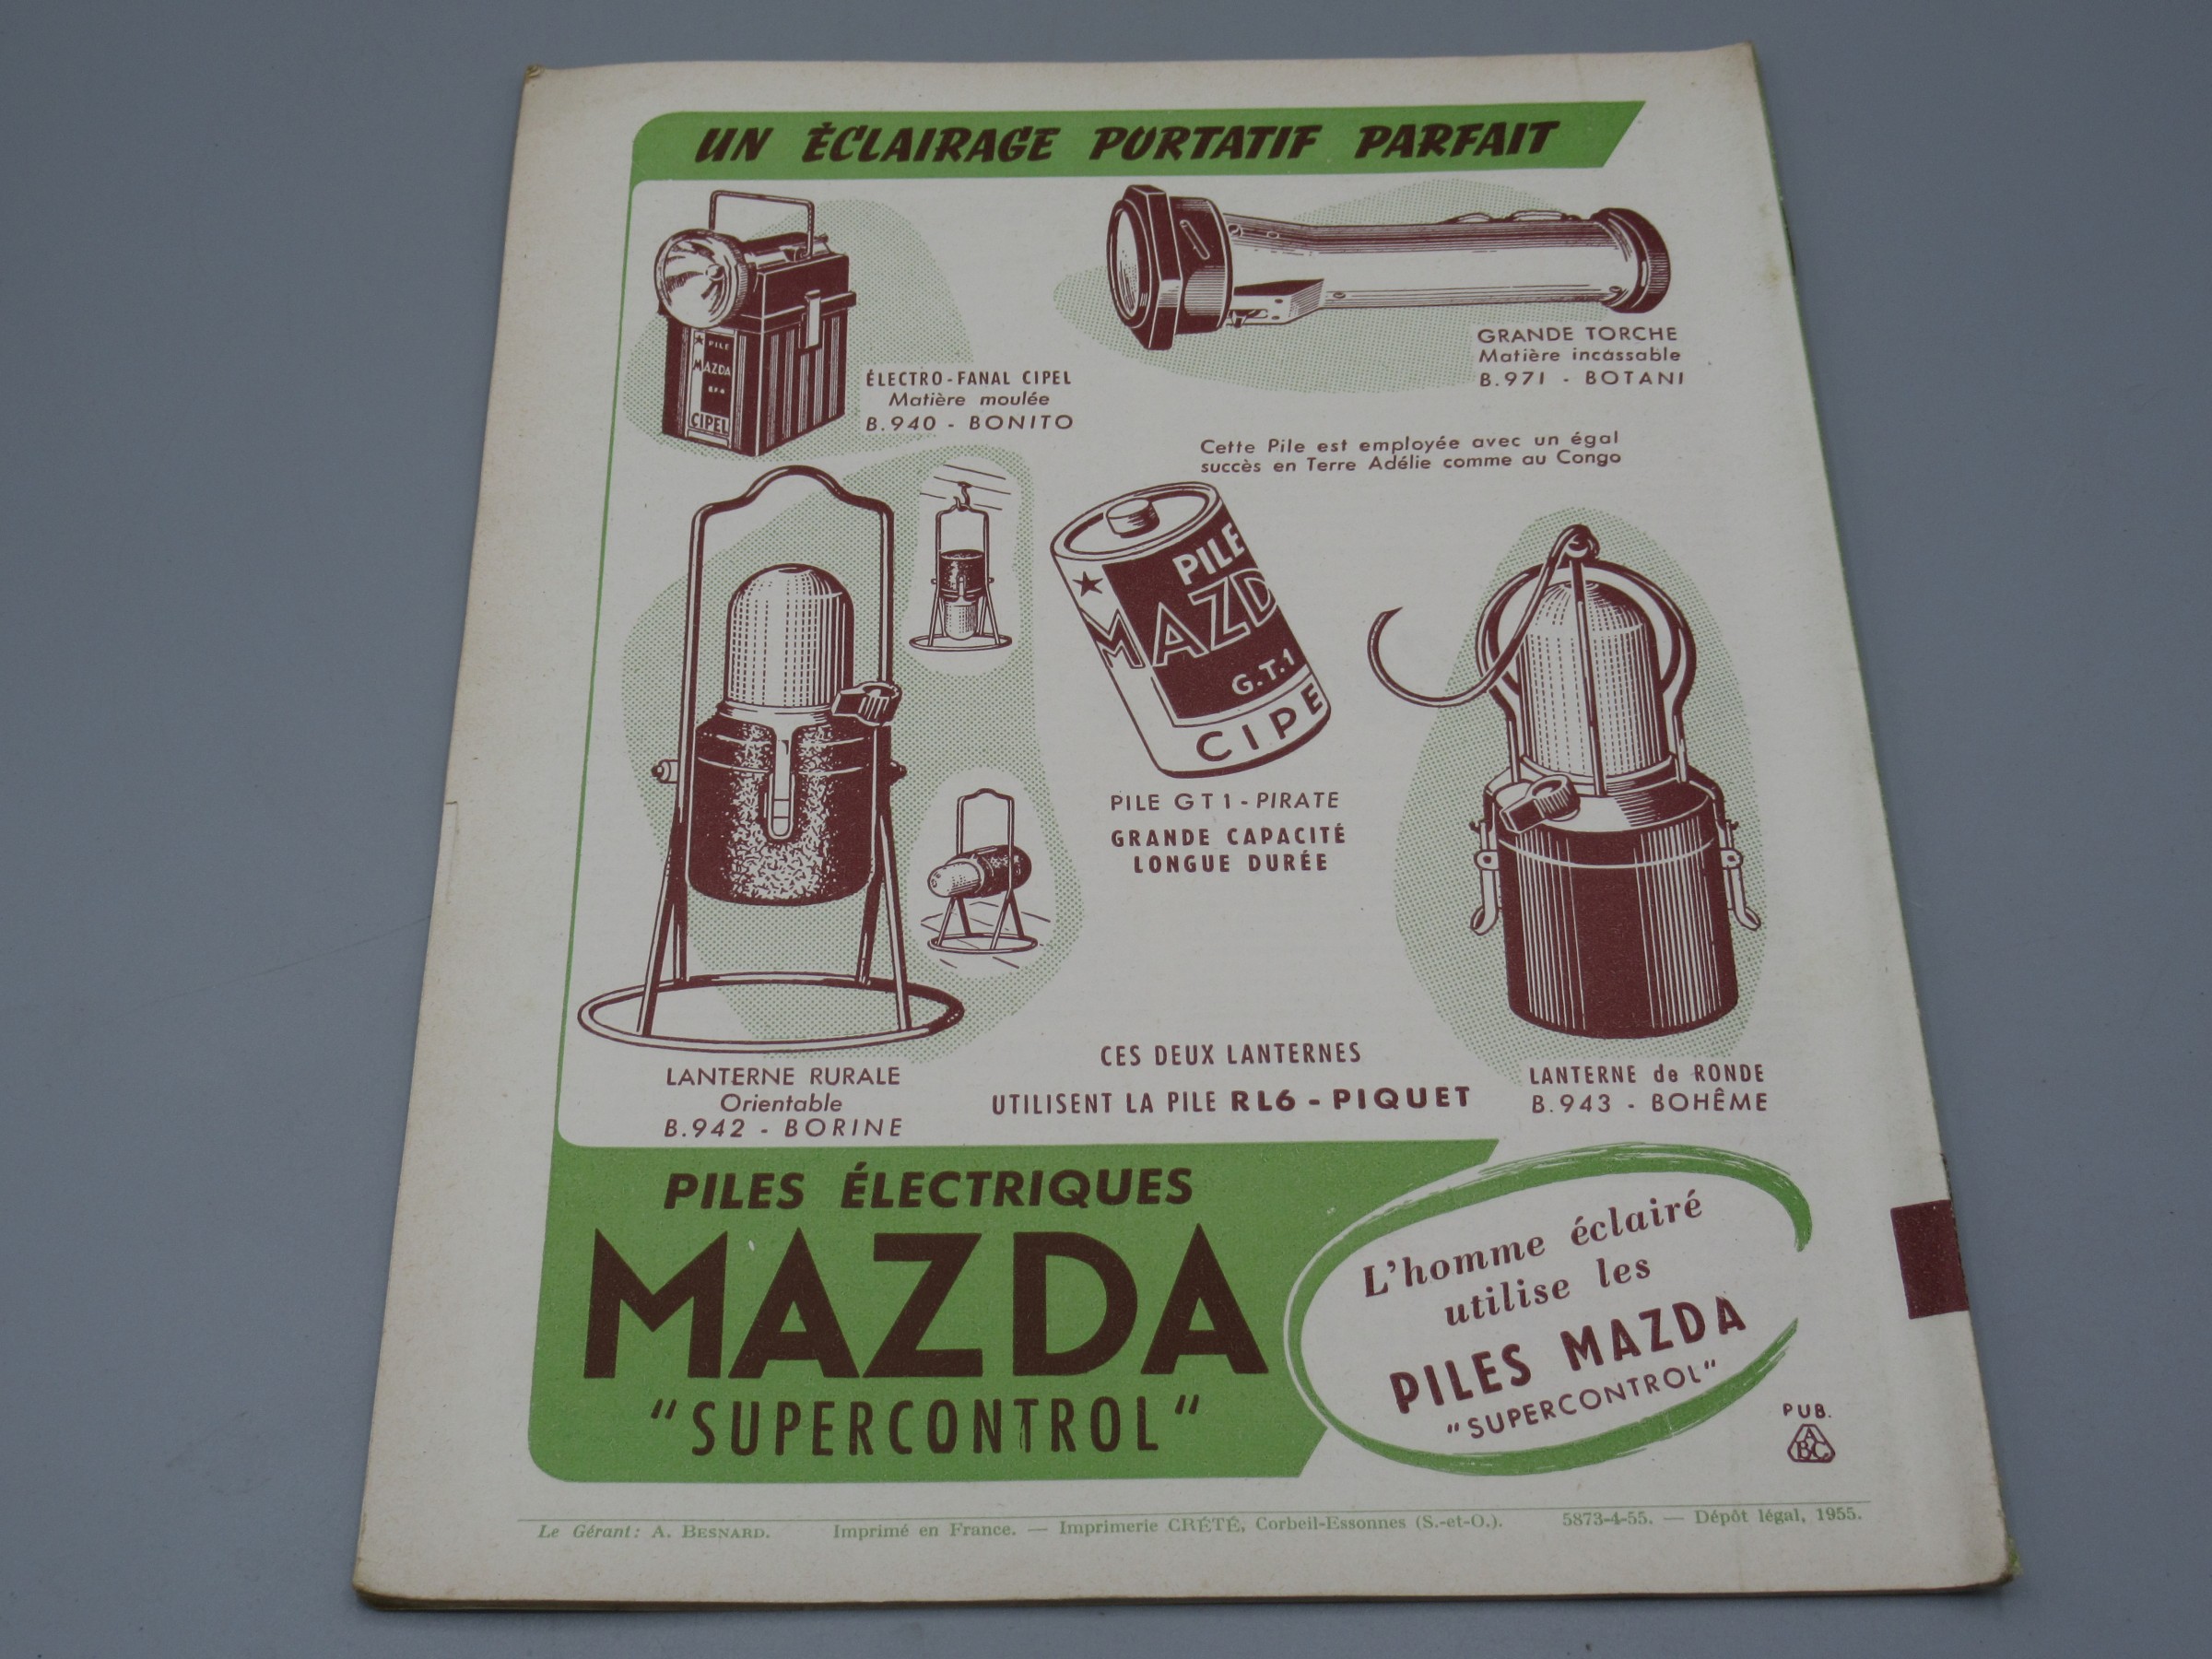 UN ÉCLAIRAGE PORTATIF PARFAIT
PILE
MAZDA
CIPEL
ÉLECTRO-FANAL CIPEL
Matière moulée
B.940 - BONITO
GRANDE TORCHE
Matière incassable
B.971 - BOTANI
Cette Pile est employée avec un égal
succès en Terre Adélie comme au Congo
PILE
MAZD
G.T.1
CIPE
PILE GT1 - PIRATE
GRANDE CAPACITÉ
LONGUE DURÉE
CES DEUX LANTERNES
UTILISENT LA PILE RL6 - PIQUET
LANTERNE RURALE
Orientable
B.942 - BORINE
LANTERNE de RONDE
B.943 - BOHÊME
PILES ÉLECTRIQUES
MAZDA
"SUPERCONTROL"
L'homme éclairé
utilise les
PILES MAZDA
"SUPERCONTROL"
PUB.
ABC
Le Gérant: A. BESNARD. Imprimé en France. — Imprimerie CRÉTÉ, Corbeil-Essonnes (S.-et-O.). 5873-4-55. — Dépôt légal, 1955.